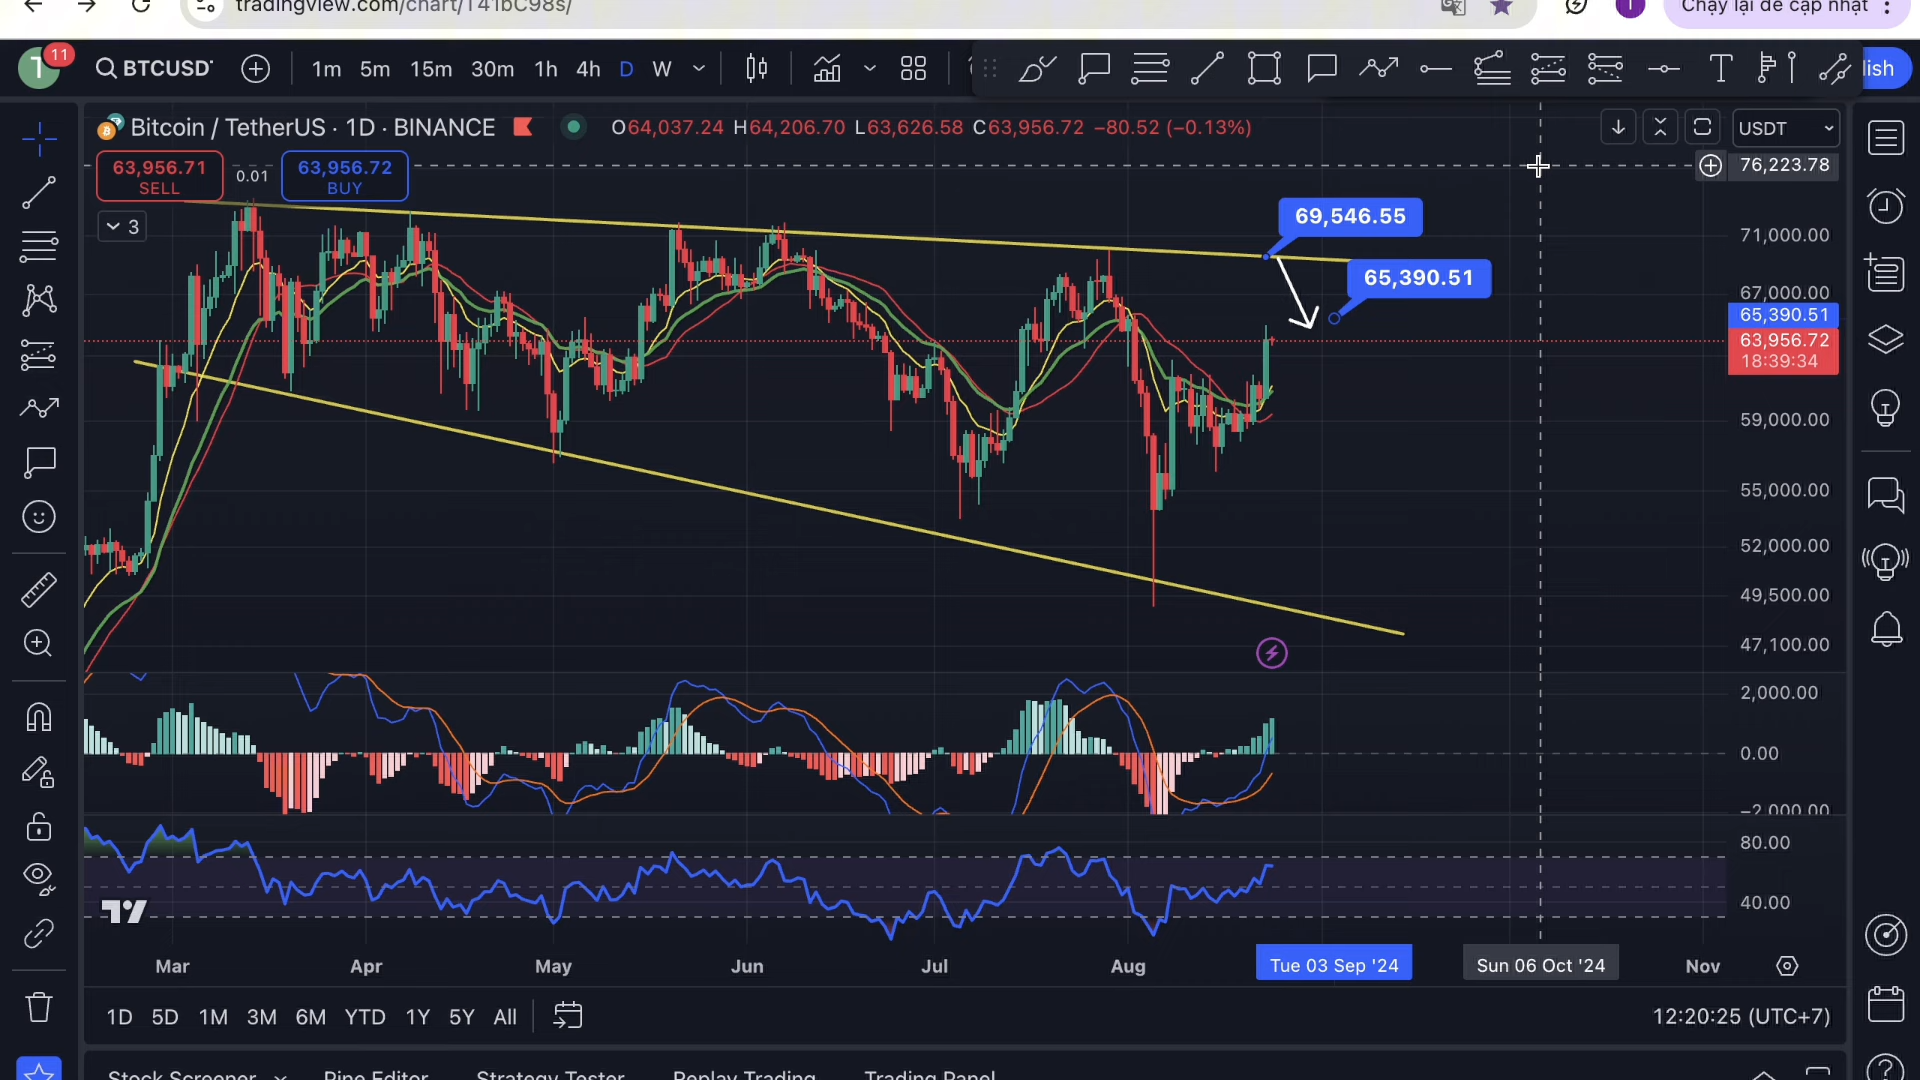 tradingview.com/chart/T41bC98s/
Chạy lại để cập nhật
11
T
BTCUSDT
1m 5m 15m 30m 1h 4h D W
lish
Bitcoin / TetherUS · 1D · BINANCE
O64,037.24 H64,206.70 L63,626.58 C63,956.72 −80.52 (−0.13%)
USDT
63,956.71
SELL
0.01
63,956.72
BUY
3
76,223.78
69,546.55
71,000.00
65,390.51
67,000.00
65,390.51
63,956.72
18:39:34
59,000.00
55,000.00
52,000.00
49,500.00
47,100.00
2,000.00
0.00
−2,000.00
80.00
40.00
Mar Apr May Jun Jul Aug Tue 03 Sep '24 Sun 06 Oct '24 Nov
1D 5D 1M 3M 6M YTD 1Y 5Y All
12:20:25 (UTC+7)
Stock Screener Pine Editor Strategy Tester Replay Trading Trading Panel